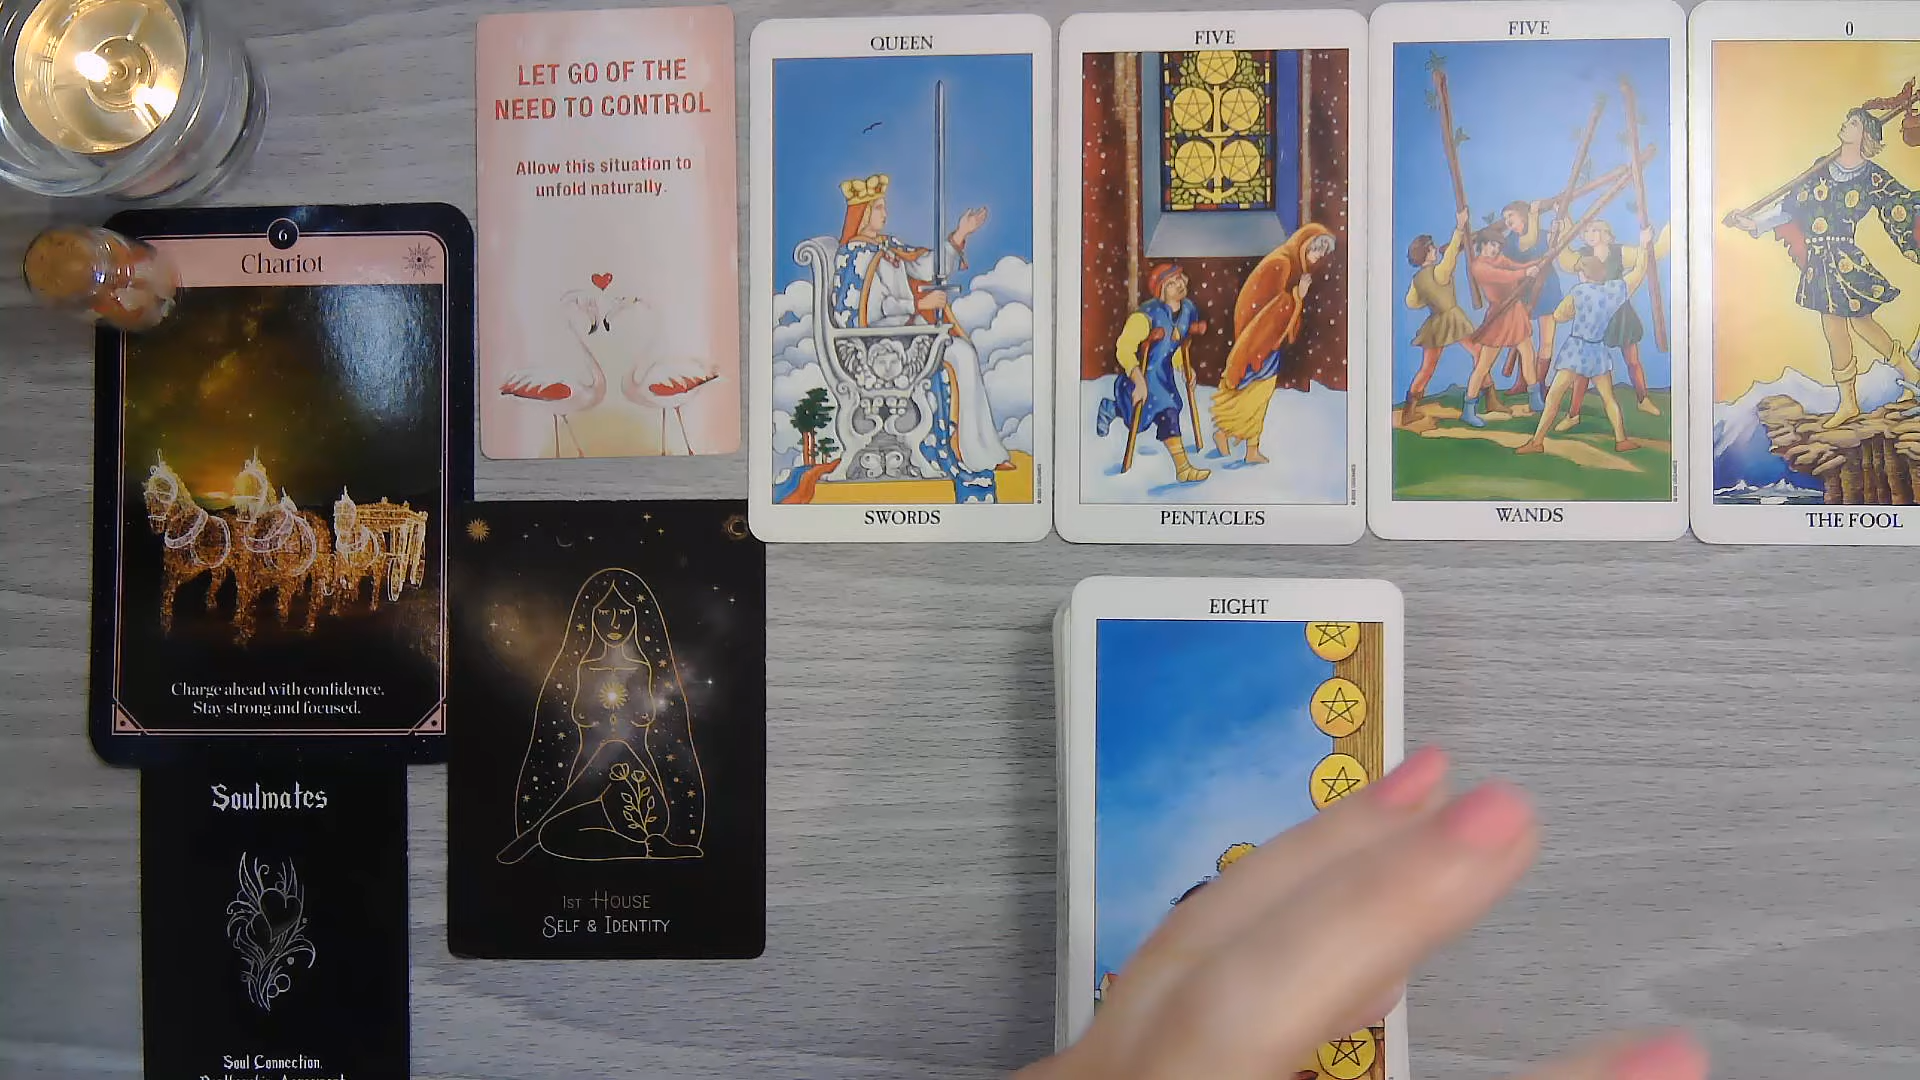 LET GO OF THE
NEED TO CONTROL
Allow this situation to
unfold naturally.
QUEEN
SWORDS
FIVE
PENTACLES
FIVE
WANDS
0
THE FOOL
6
Chariot
Charge ahead with confidence.
Stay strong and focused.
EIGHT
Soulmates
Soul Connection.
1ST HOUSE
SELF & IDENTITY